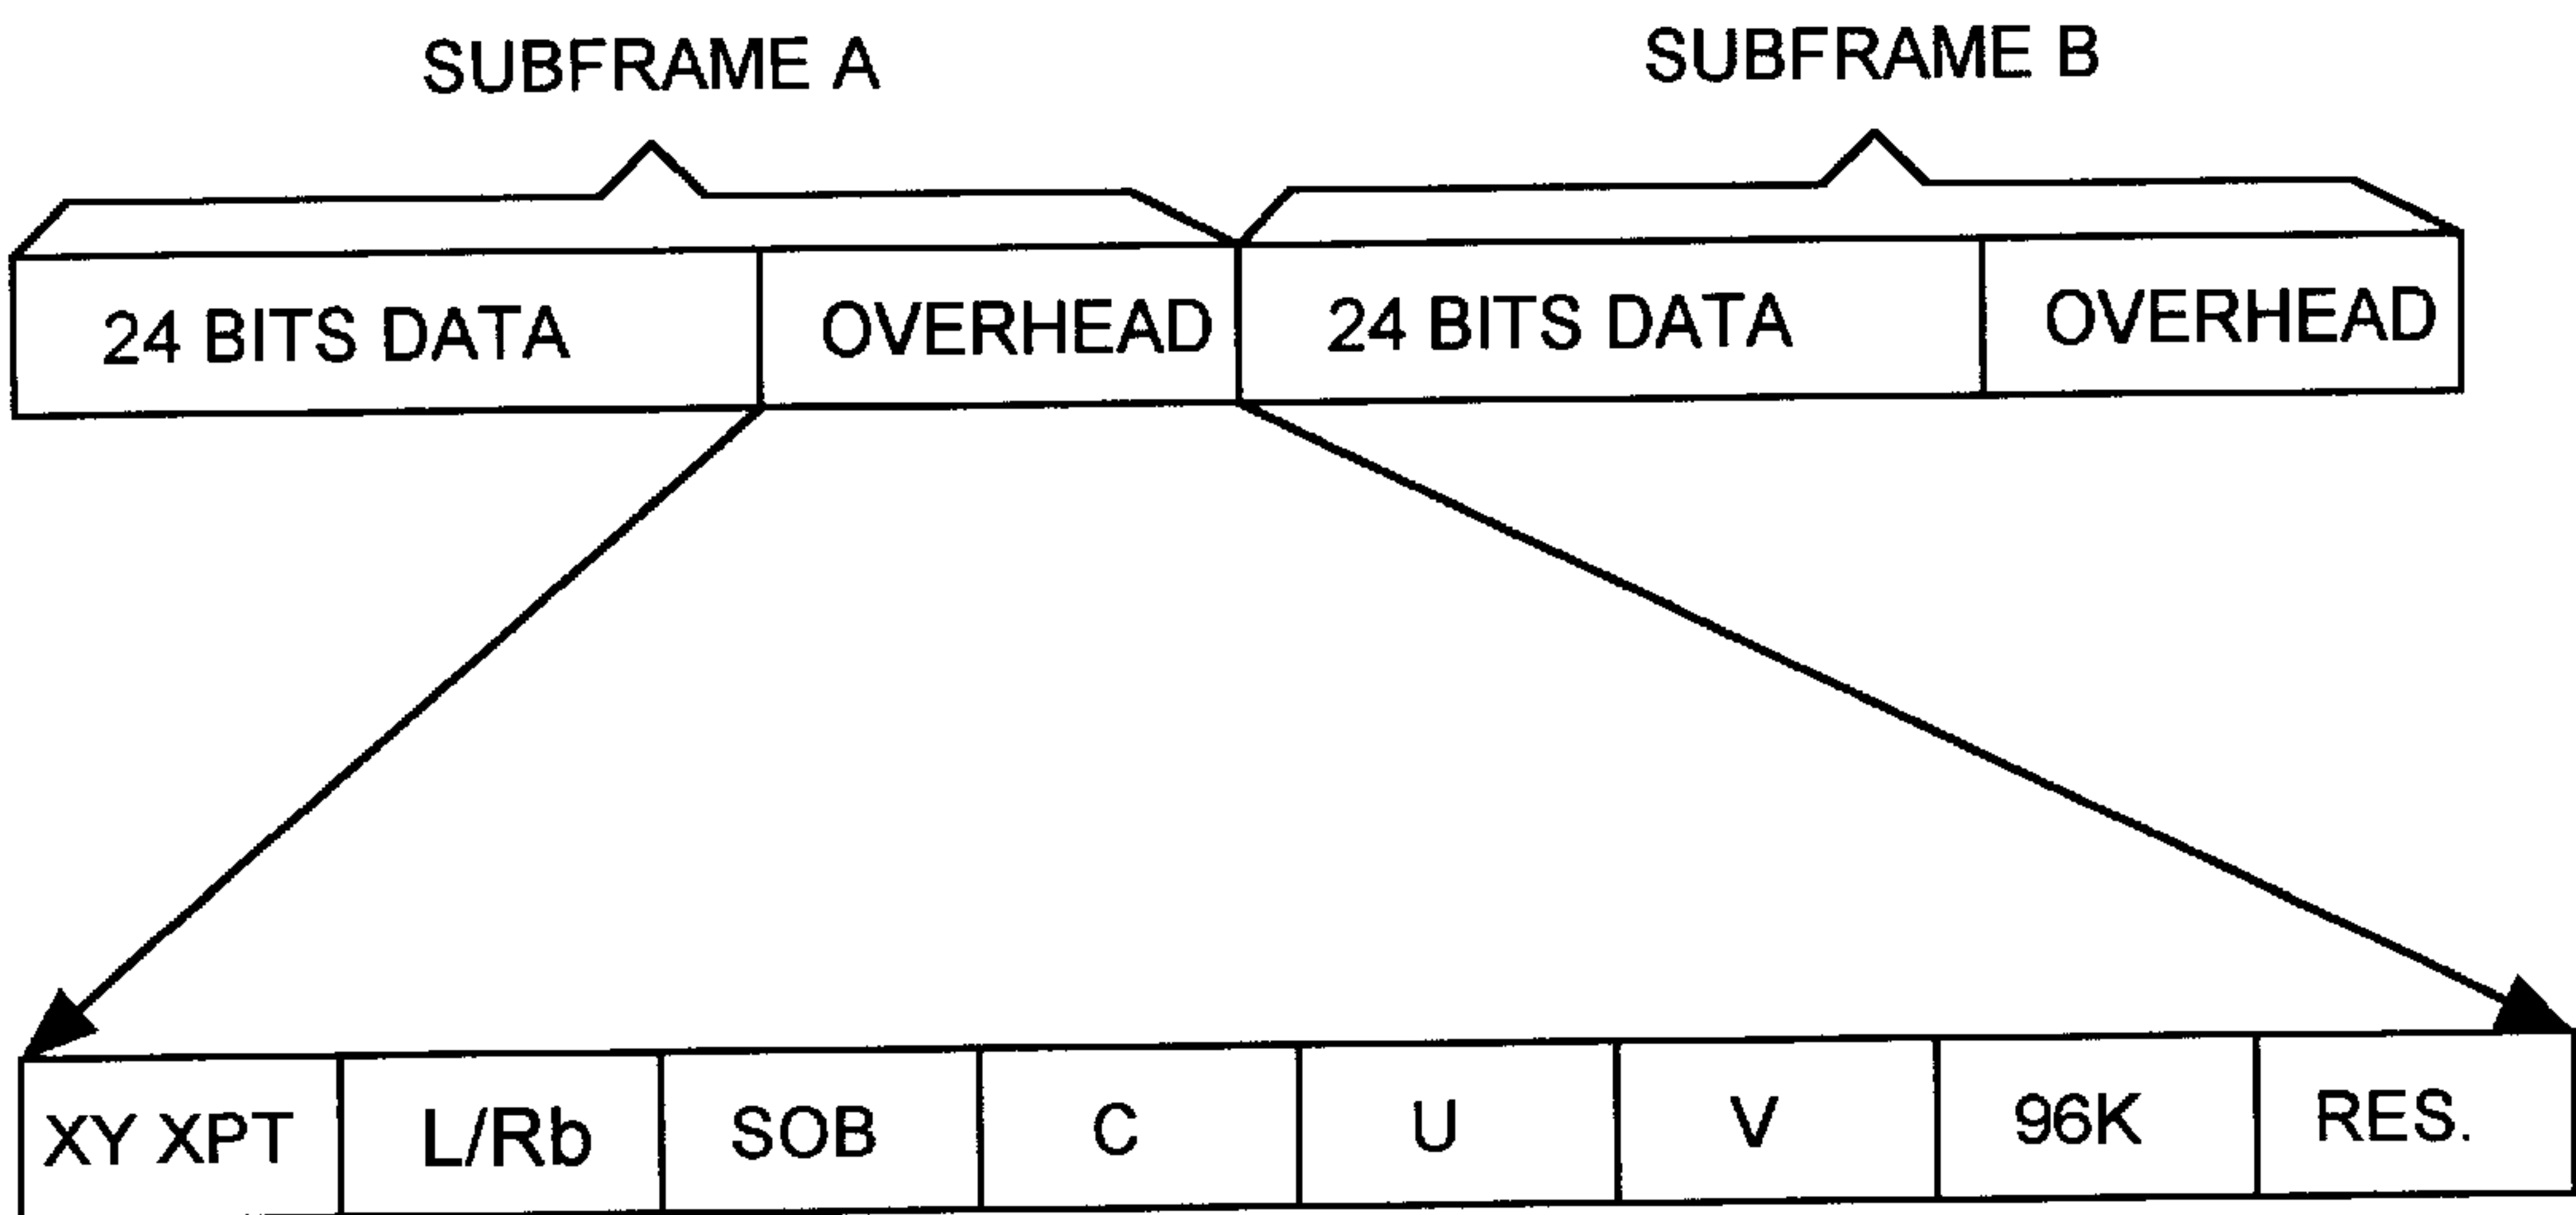 SUBFRAME A SUBFRAME B
24 BITS DATA OVERHEAD 24 BITS DATA OVERHEAD
XY XPT L/Rb SOB C U V 96K RES.